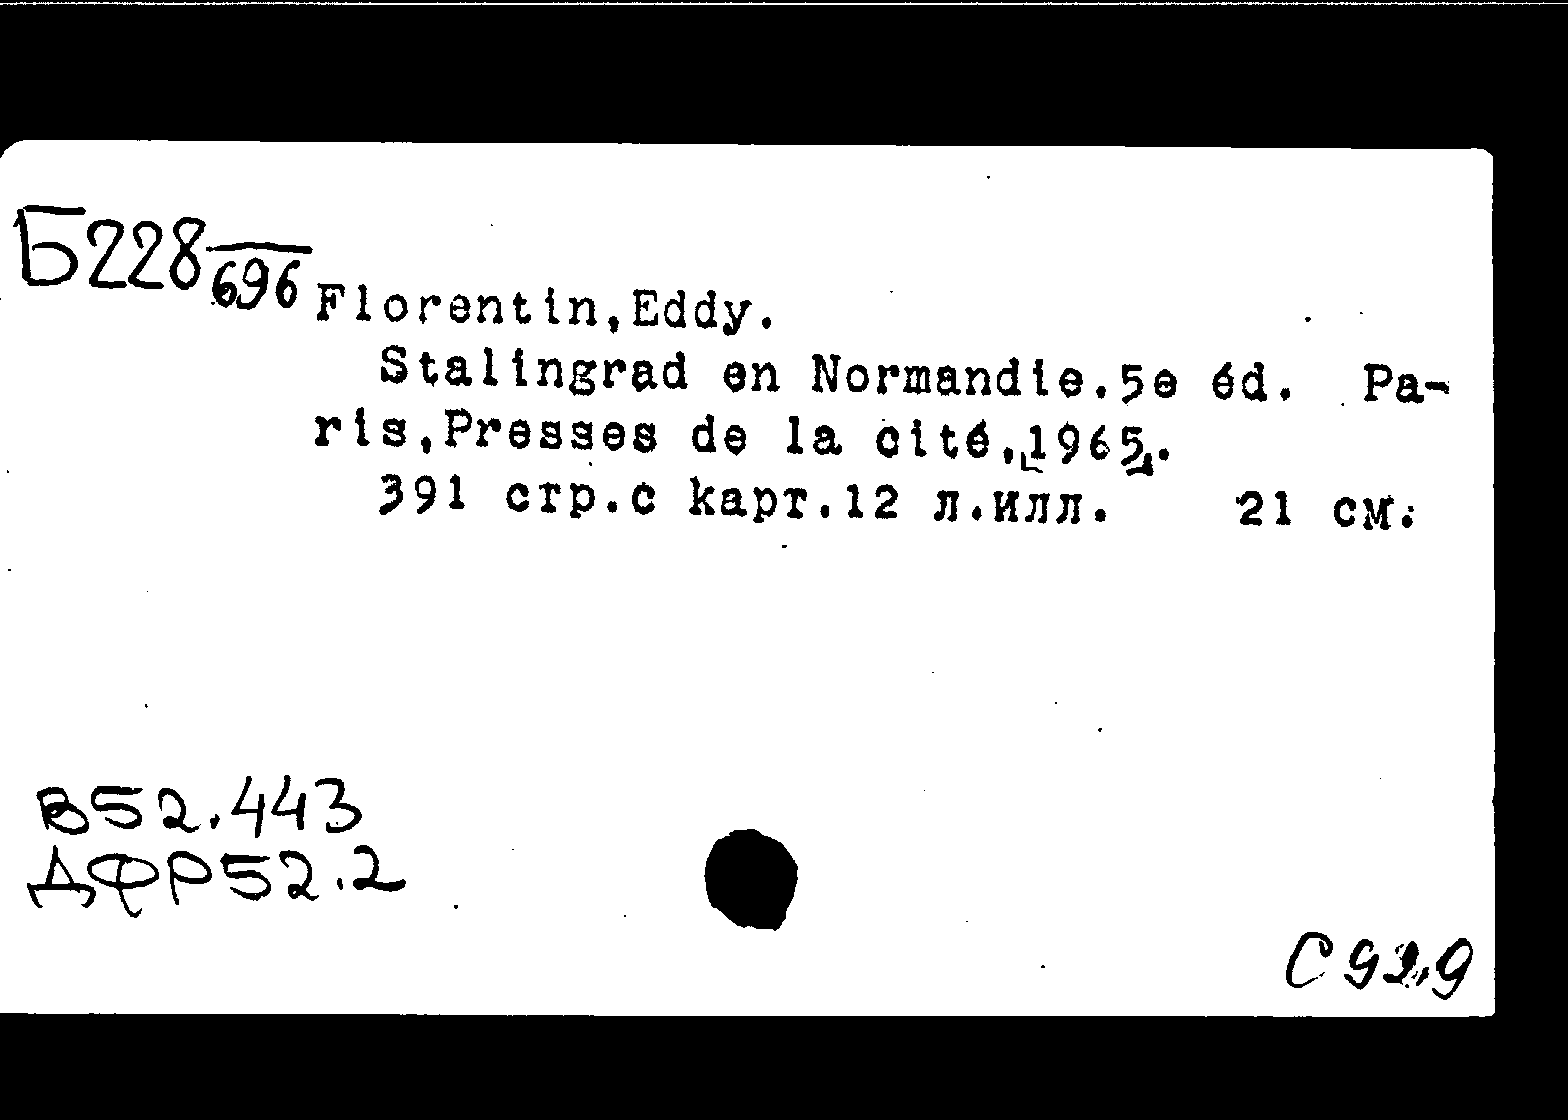 Б228/696
Florentin, Eddy.
Stalingrad en Normandie. 5e éd. Pa-
ris, Presses de la cité, [1965].
391 стр. с карт. 12 л. илл. 21 см.
В52.443
ДФР52.2
С 92,9